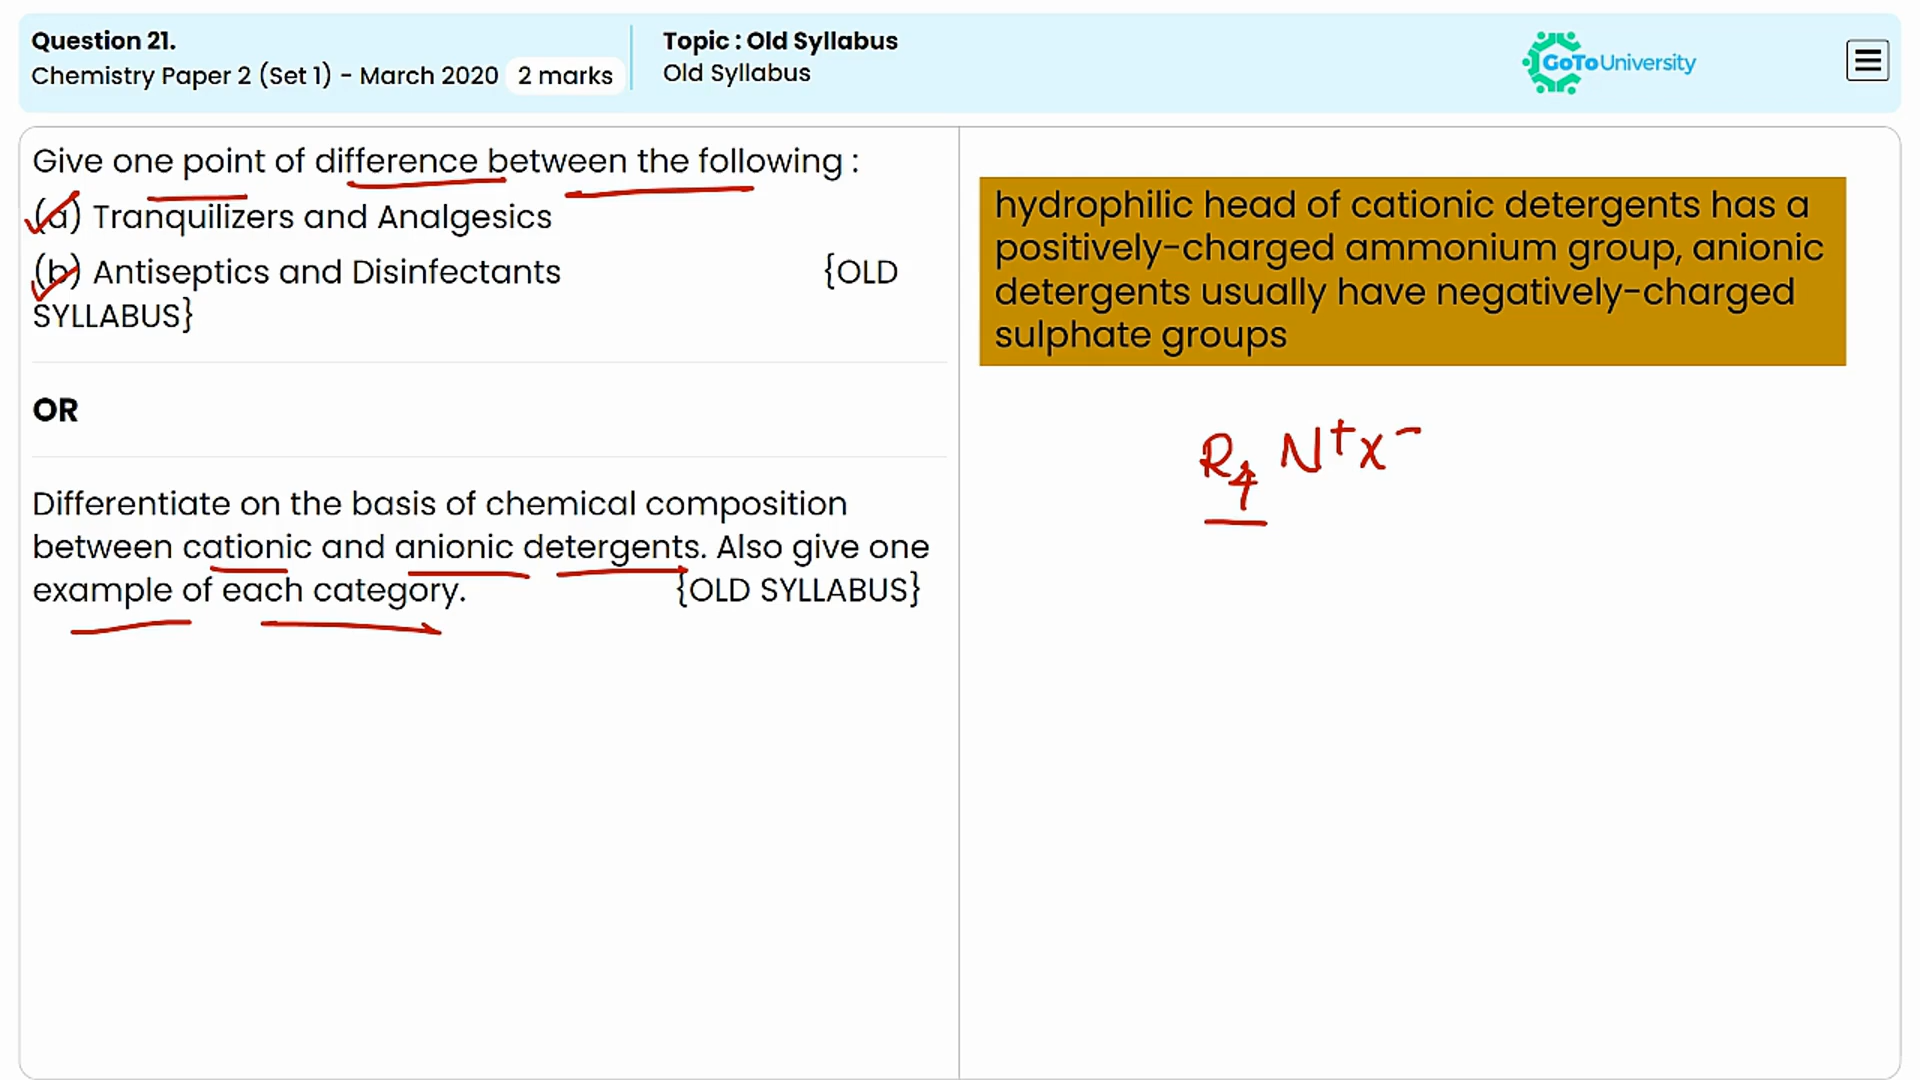 Question 21.
Chemistry Paper 2 (Set 1) - March 2020 2 marks
Topic : Old Syllabus
Old Syllabus
GoToUniversity
Give one point of difference between the following :
(a) Tranquilizers and Analgesics
(b) Antiseptics and Disinfectants {OLD
SYLLABUS}
OR
Differentiate on the basis of chemical composition
between cationic and anionic detergents. Also give one
example of each category. {OLD SYLLABUS}
hydrophilic head of cationic detergents has a
positively-charged ammonium group, anionic
detergents usually have negatively-charged
sulphate groups
R₄ N⁺X⁻